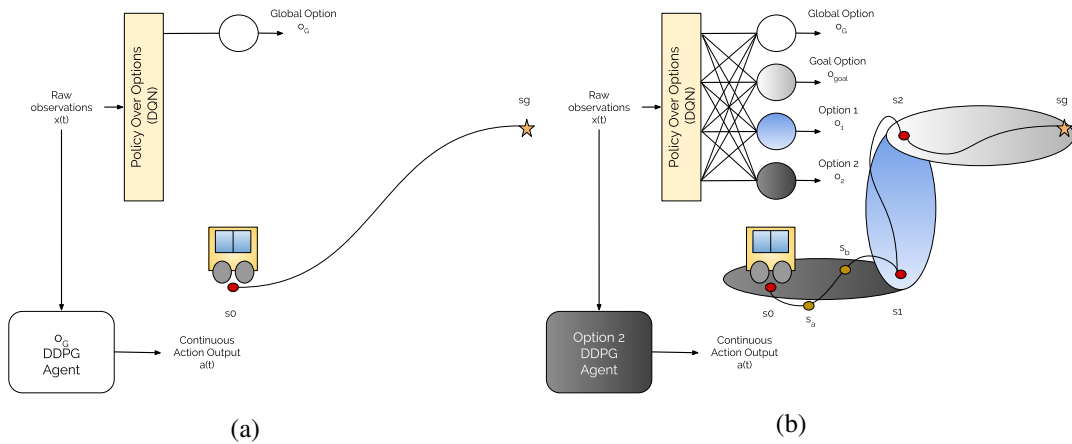 Global Option
o_G
Policy Over Options
(DQN)
Raw
observations
x(t)
sg
s0
o_G
DDPG
Agent
Continuous
Action Output
a(t)
(a)
Global Option
o_G
Goal Option
o_goal
Option 1
o_1
Option 2
o_2
Policy Over Options
(DQN)
Raw
observations
x(t)
s2
sg
s_b
s0
s_a
s1
Option 2
DDPG
Agent
Continuous
Action Output
a(t)
(b)